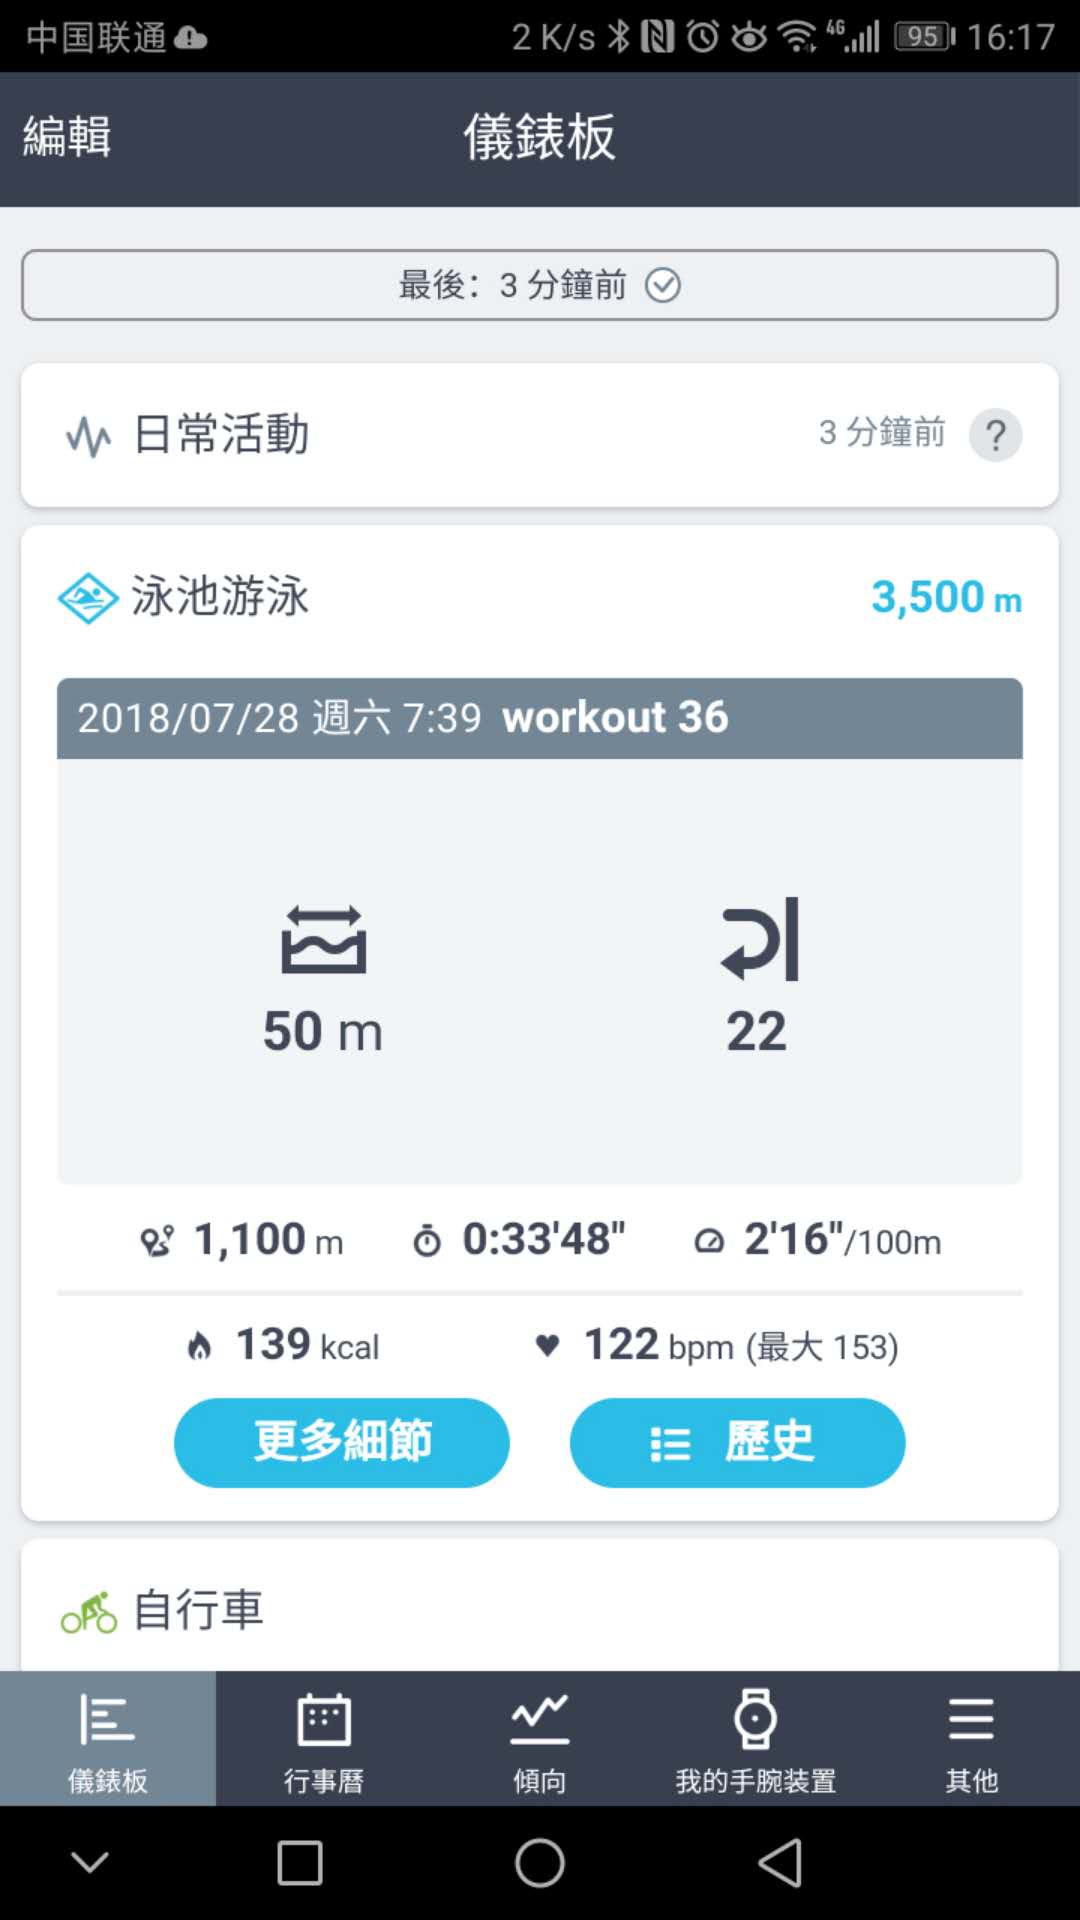 中国联通 2 K/s 4G 95 16:17
編輯 儀錶板
最後：3 分鐘前
日常活動 3 分鐘前 ?
泳池游泳 3,500 m
2018/07/28 週六 7:39 workout 36
50 m 22
1,100 m 0:33'48" 2'16"/100m
139 kcal 122 bpm (最大 153)
更多細節 歷史
自行車
儀錶板 行事曆 傾向 我的手腕装置 其他